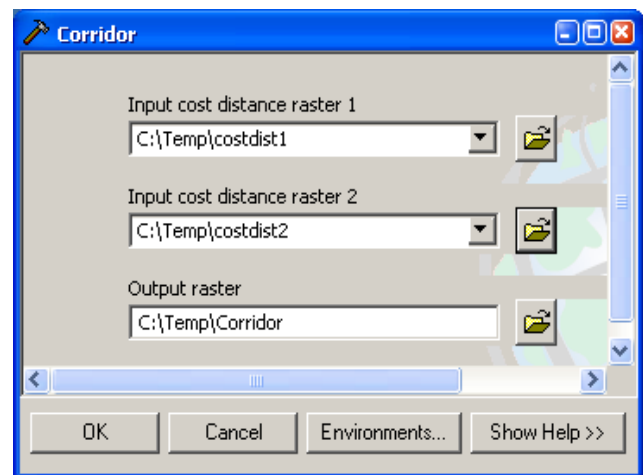 Corridor
Input cost distance raster 1
C:\Temp\costdist1
Input cost distance raster 2
C:\Temp\costdist2
Output raster
C:\Temp\Corridor
OK Cancel Environments... Show Help >>